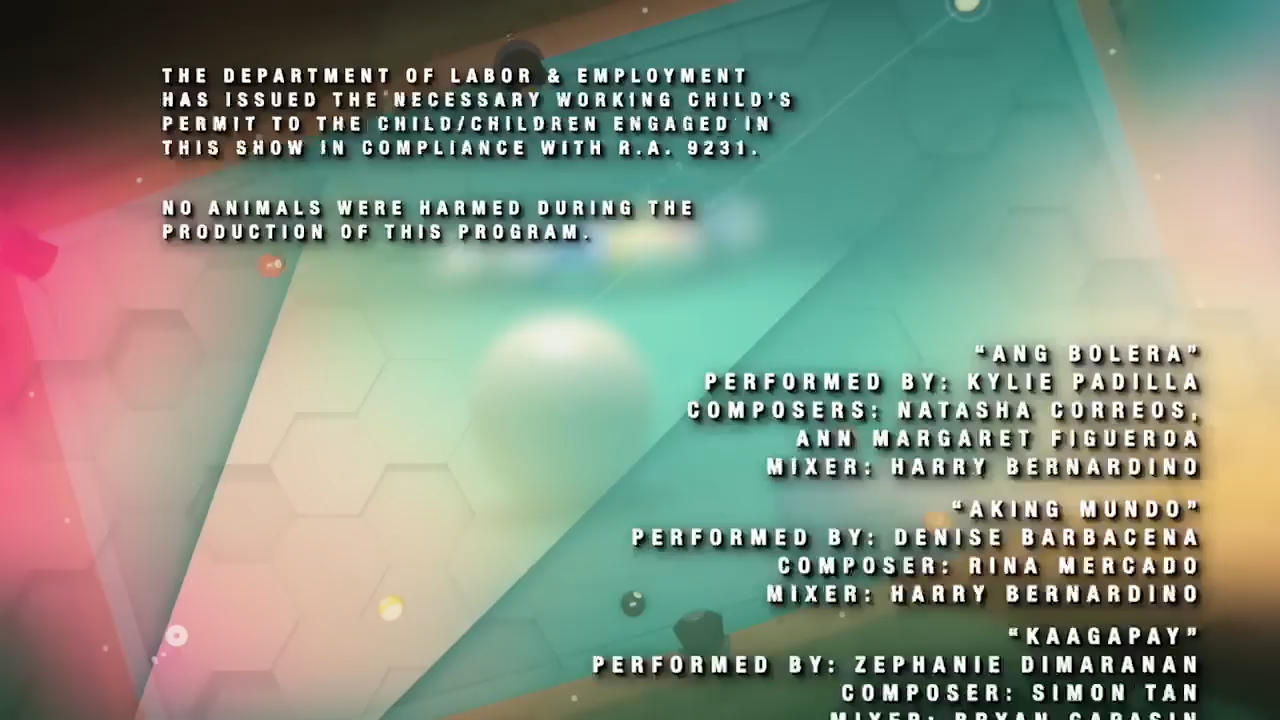 THE DEPARTMENT OF LABOR & EMPLOYMENT
HAS ISSUED THE NECESSARY WORKING CHILD'S
PERMIT TO THE CHILD/CHILDREN ENGAGED IN
THIS SHOW IN COMPLIANCE WITH R.A. 9231.
NO ANIMALS WERE HARMED DURING THE
PRODUCTION OF THIS PROGRAM.
"ANG BOLERA"
PERFORMED BY: KYLIE PADILLA
COMPOSERS: NATASHA CORREOS,
ANN MARGARET FIGUEROA
MIXER: HARRY BERNARDINO
"AKING MUNDO"
PERFORMED BY: DENISE BARBACENA
COMPOSER: RINA MERCADO
MIXER: HARRY BERNARDINO
"KAAGAPAY"
PERFORMED BY: ZEPHANIE DIMARANAN
COMPOSER: SIMON TAN
MIXER: BRYAN